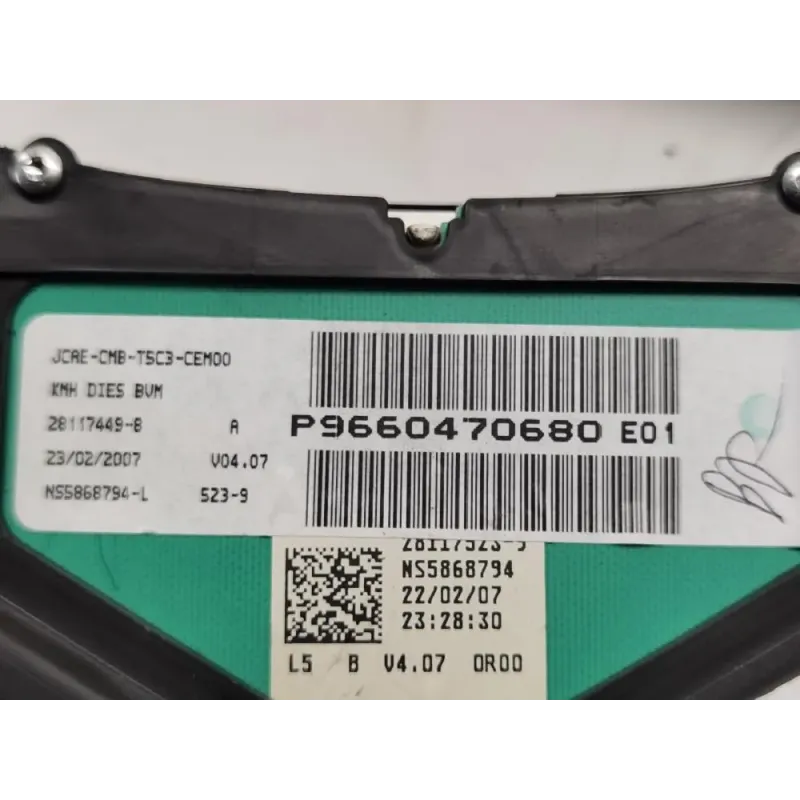 JCAE-CMB-T5C3-CEM00
KMH DIES BVM
28117449-8 A
23/02/2007 V04.07
NS5868794-L 523-9
P9660470680 E01
NS5868794
22/02/07
23:28:30
L5 B V4.07 0R00